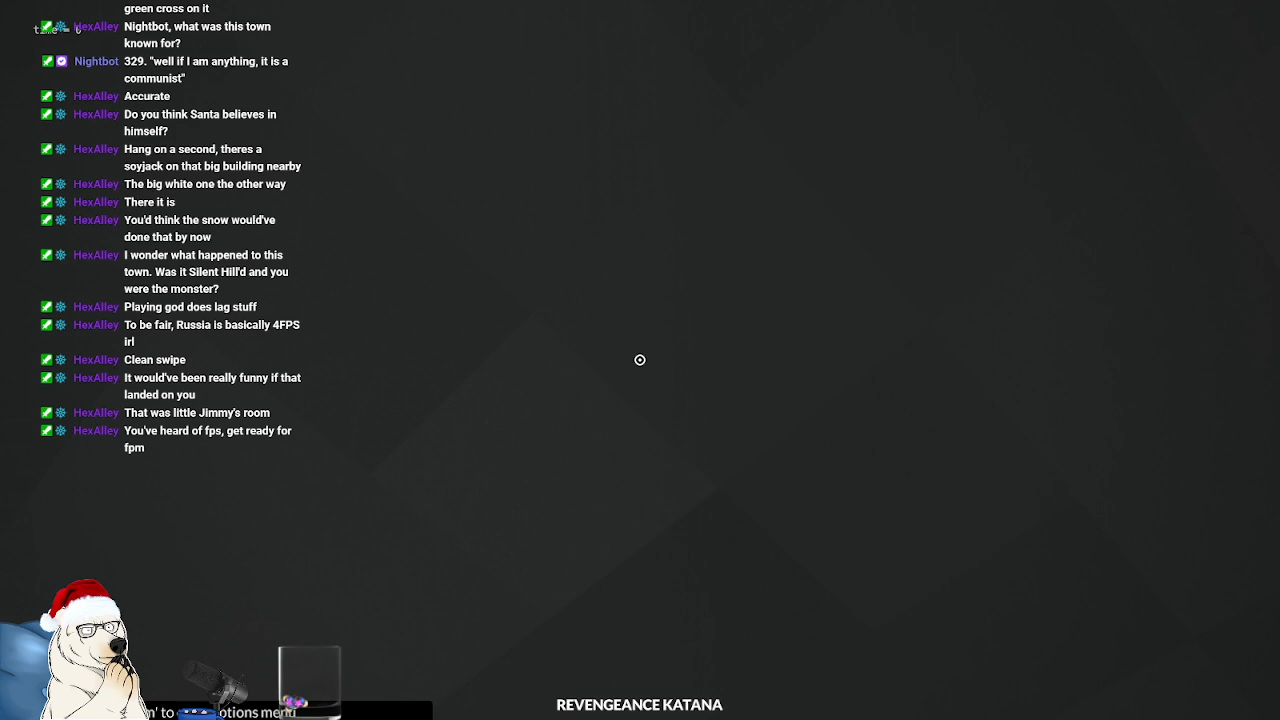 green cross on it
HexAlley Nightbot, what was this town
known for?
Nightbot 329. "well if I am anything, it is a
communist"
HexAlley Accurate
HexAlley Do you think Santa believes in
himself?
HexAlley Hang on a second, theres a
soyjack on that big building nearby
HexAlley The big white one the other way
HexAlley There it is
HexAlley You'd think the snow would've
done that by now
HexAlley I wonder what happened to this
town. Was it Silent Hill'd and you
were the monster?
HexAlley Playing god does lag stuff
HexAlley To be fair, Russia is basically 4FPS
irl
HexAlley Clean swipe
HexAlley It would've been really funny if that
landed on you
HexAlley That was little Jimmy's room
HexAlley You've heard of fps, get ready for
fpm
to menu
REVENGEANCE KATANA